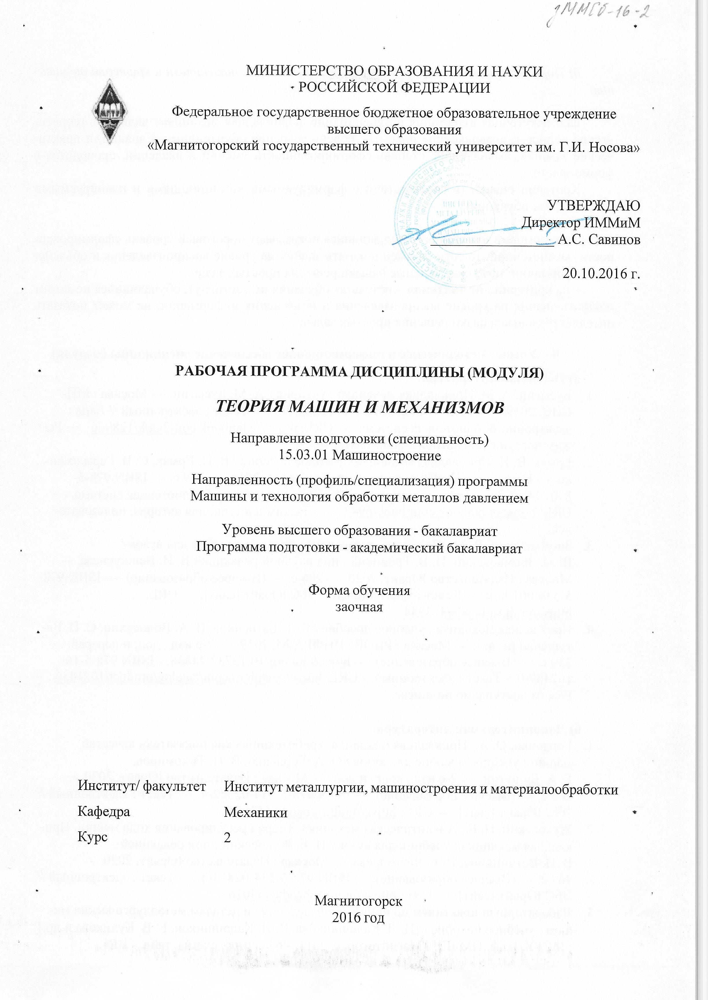 зММСб-16-2
МИНИСТЕРСТВО ОБРАЗОВАНИЯ И НАУКИ
РОССИЙСКОЙ ФЕДЕРАЦИИ
Федеральное государственное бюджетное образовательное учреждение
высшего образования
«Магнитогорский государственный технический университет им. Г.И. Носова»
УТВЕРЖДАЮ
Директор ИММиМ
А.С. Савинов
20.10.2016 г.
РАБОЧАЯ ПРОГРАММА ДИСЦИПЛИНЫ (МОДУЛЯ)
ТЕОРИЯ МАШИН И МЕХАНИЗМОВ
Направление подготовки (специальность)
15.03.01 Машиностроение
Направленность (профиль/специализация) программы
Машины и технология обработки металлов давлением
Уровень высшего образования - бакалавриат
Программа подготовки - академический бакалавриат
Форма обучения
заочная
Институт/ факультет Институт металлургии, машиностроения и материалообработки
Кафедра Механики
Курс 2
Магнитогорск
2016 год